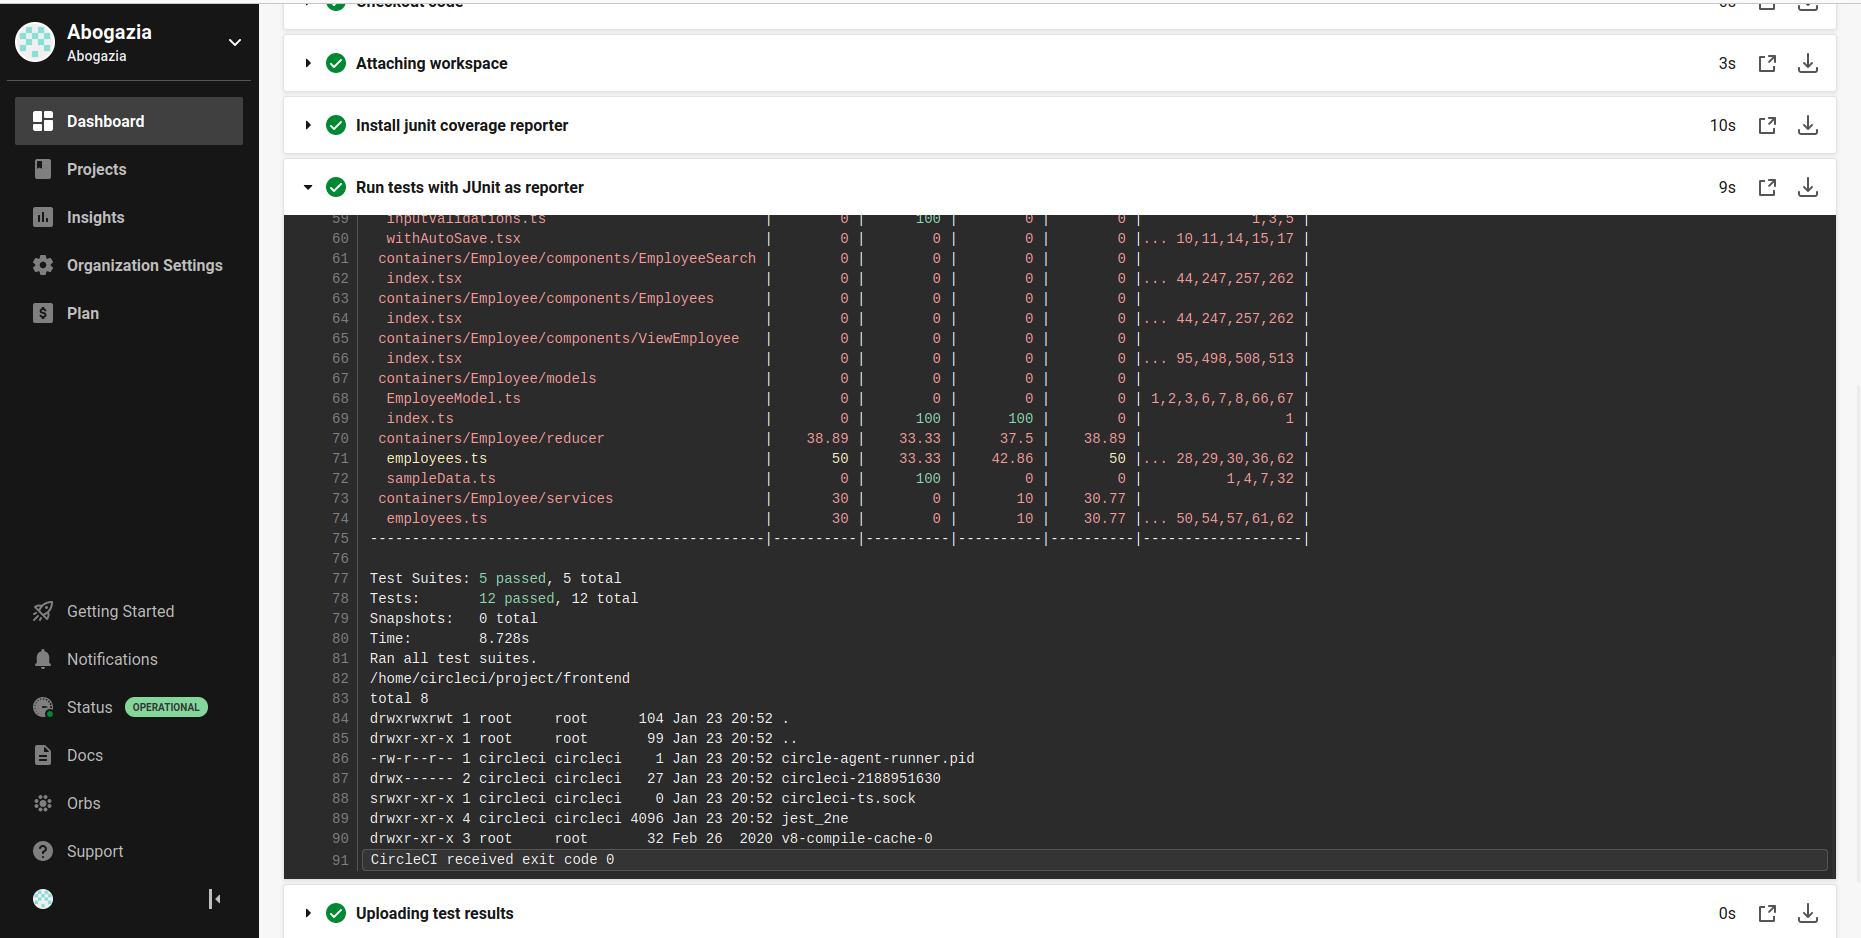 Abogazia
Abogazia
Dashboard
Projects
Insights
Organization Settings
Plan
Getting Started
Notifications
Status OPERATIONAL
Docs
Orbs
Support
Checkout code 0s
Attaching workspace 3s
Install junit coverage reporter 10s
Run tests with JUnit as reporter 9s
59 inputValidations.ts | 0 | 100 | 0 | 0 | 1,3,5 |
60 withAutoSave.tsx | 0 | 0 | 0 | 0 |... 10,11,14,15,17 |
61 containers/Employee/components/EmployeeSearch | 0 | 0 | 0 | 0 | |
62 index.tsx | 0 | 0 | 0 | 0 |... 44,247,257,262 |
63 containers/Employee/components/Employees | 0 | 0 | 0 | 0 | |
64 index.tsx | 0 | 0 | 0 | 0 |... 44,247,257,262 |
65 containers/Employee/components/ViewEmployee | 0 | 0 | 0 | 0 | |
66 index.tsx | 0 | 0 | 0 | 0 |... 95,498,508,513 |
67 containers/Employee/models | 0 | 0 | 0 | 0 | |
68 EmployeeModel.ts | 0 | 0 | 0 | 0 | 1,2,3,6,7,8,66,67 |
69 index.ts | 0 | 100 | 100 | 0 | 1 |
70 containers/Employee/reducer | 38.89 | 33.33 | 37.5 | 38.89 | |
71 employees.ts | 50 | 33.33 | 42.86 | 50 |... 28,29,30,36,62 |
72 sampleData.ts | 0 | 100 | 0 | 0 | 1,4,7,32 |
73 containers/Employee/services | 30 | 0 | 10 | 30.77 | |
74 employees.ts | 30 | 0 | 10 | 30.77 |... 50,54,57,61,62 |
75 -----------------------------------------------|----------|----------|----------|----------|-------------------|
76
77 Test Suites: 5 passed, 5 total
78 Tests: 12 passed, 12 total
79 Snapshots: 0 total
80 Time: 8.728s
81 Ran all test suites.
82 /home/circleci/project/frontend
83 total 8
84 drwxrwxrwt 1 root root 104 Jan 23 20:52 .
85 drwxr-xr-x 1 root root 99 Jan 23 20:52 ..
86 -rw-r--r-- 1 circleci circleci 1 Jan 23 20:52 circle-agent-runner.pid
87 drwx------ 2 circleci circleci 27 Jan 23 20:52 circleci-2188951630
88 srwxr-xr-x 1 circleci circleci 0 Jan 23 20:52 circleci-ts.sock
89 drwxr-xr-x 4 circleci circleci 4096 Jan 23 20:52 jest_2ne
90 drwxr-xr-x 3 root root 32 Feb 26 2020 v8-compile-cache-0
91 CircleCI received exit code 0
Uploading test results 0s